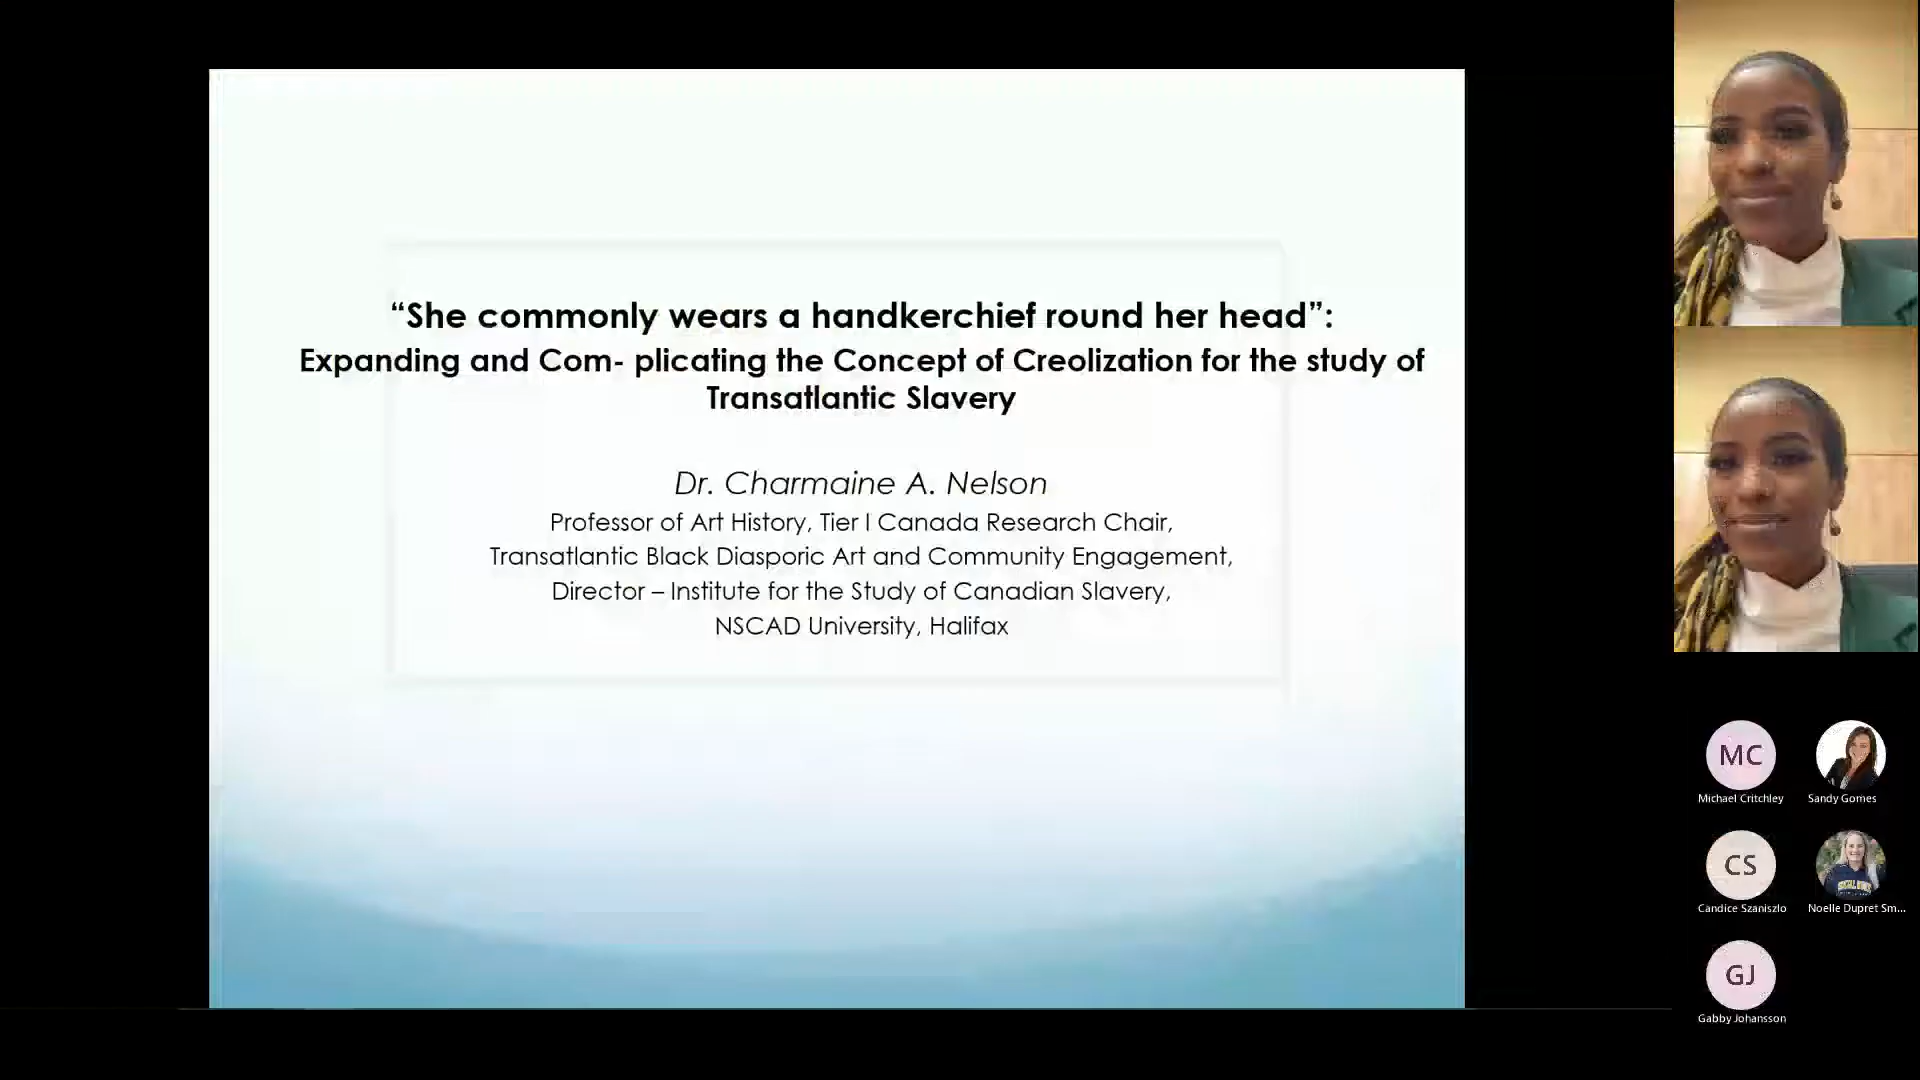 “She commonly wears a handkerchief round her head”:
Expanding and Com- plicating the Concept of Creolization for the study of
Transatlantic Slavery
Dr. Charmaine A. Nelson
Professor of Art History, Tier I Canada Research Chair,
Transatlantic Black Diasporic Art and Community Engagement,
Director – Institute for the Study of Canadian Slavery,
NSCAD University, Halifax
MC
Michael Critchley
Sandy Gomes
CS
Candice Szaniszlo
Noelle Dupret Sm...
GJ
Gabby Johansson